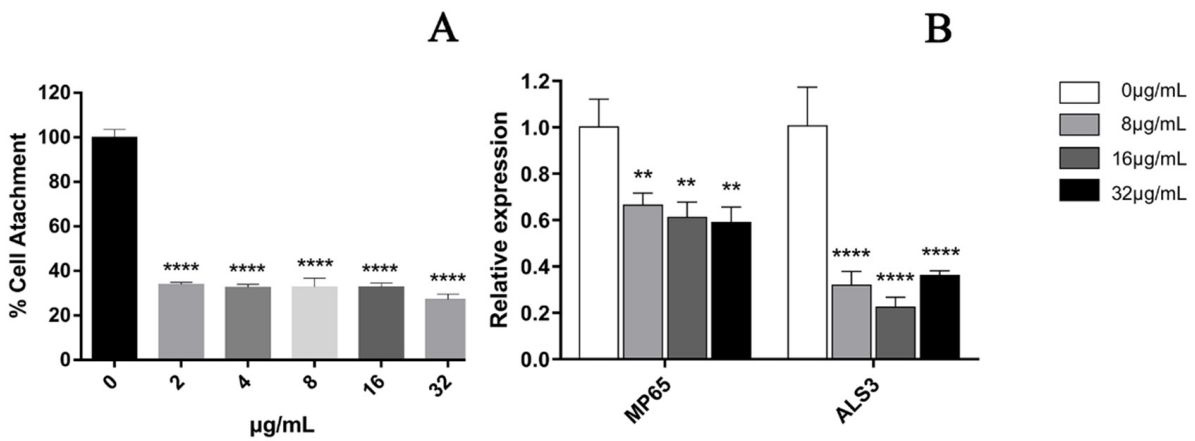 A
% Cell Atachment
120
100
80
60
40
20
0
**** **** **** **** ****
0 2 4 8 16 32
µg/mL
B
Relative expression
1.2
1.0
0.8
0.6
0.4
0.2
0.0
** ** **
**** **** ****
MP65 ALS3
0µg/mL
8µg/mL
16µg/mL
32µg/mL